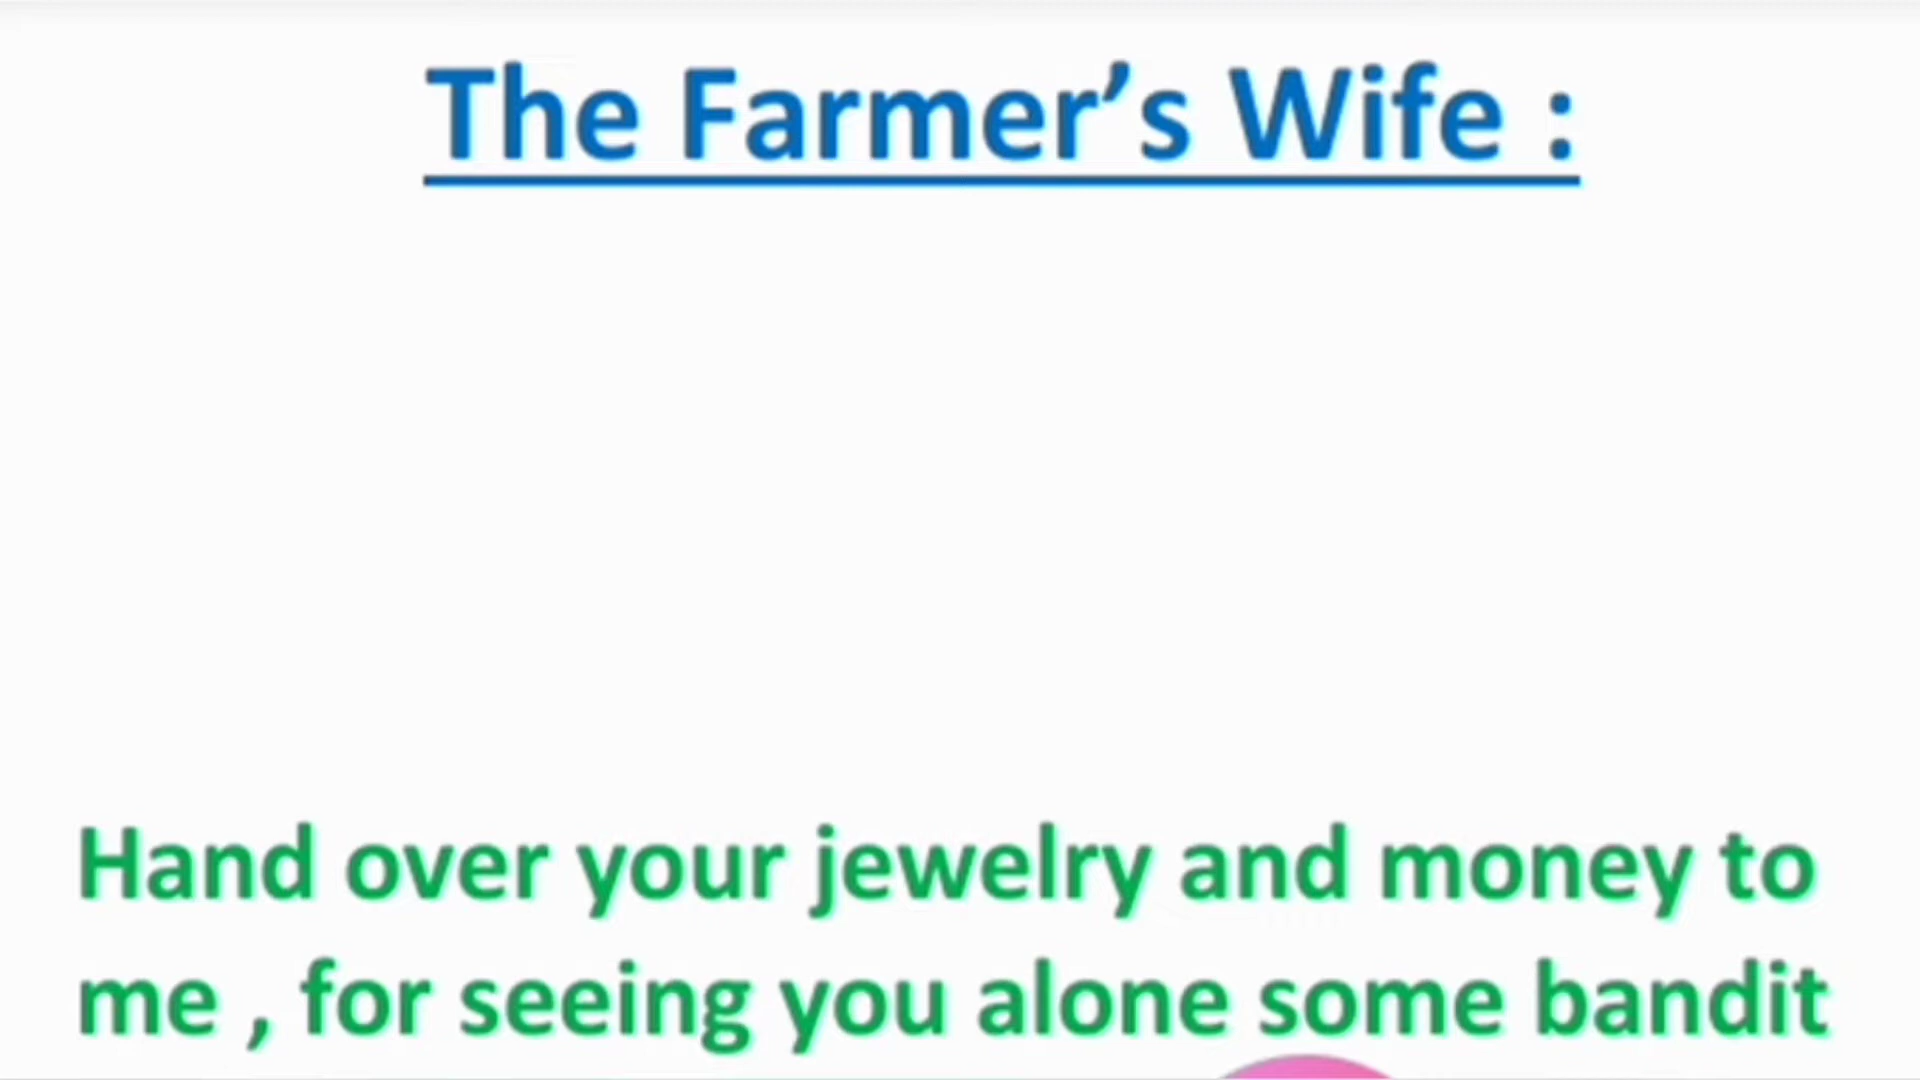 The Farmer’s Wife :
Hand over your jewelry and money to
me , for seeing you alone some bandit